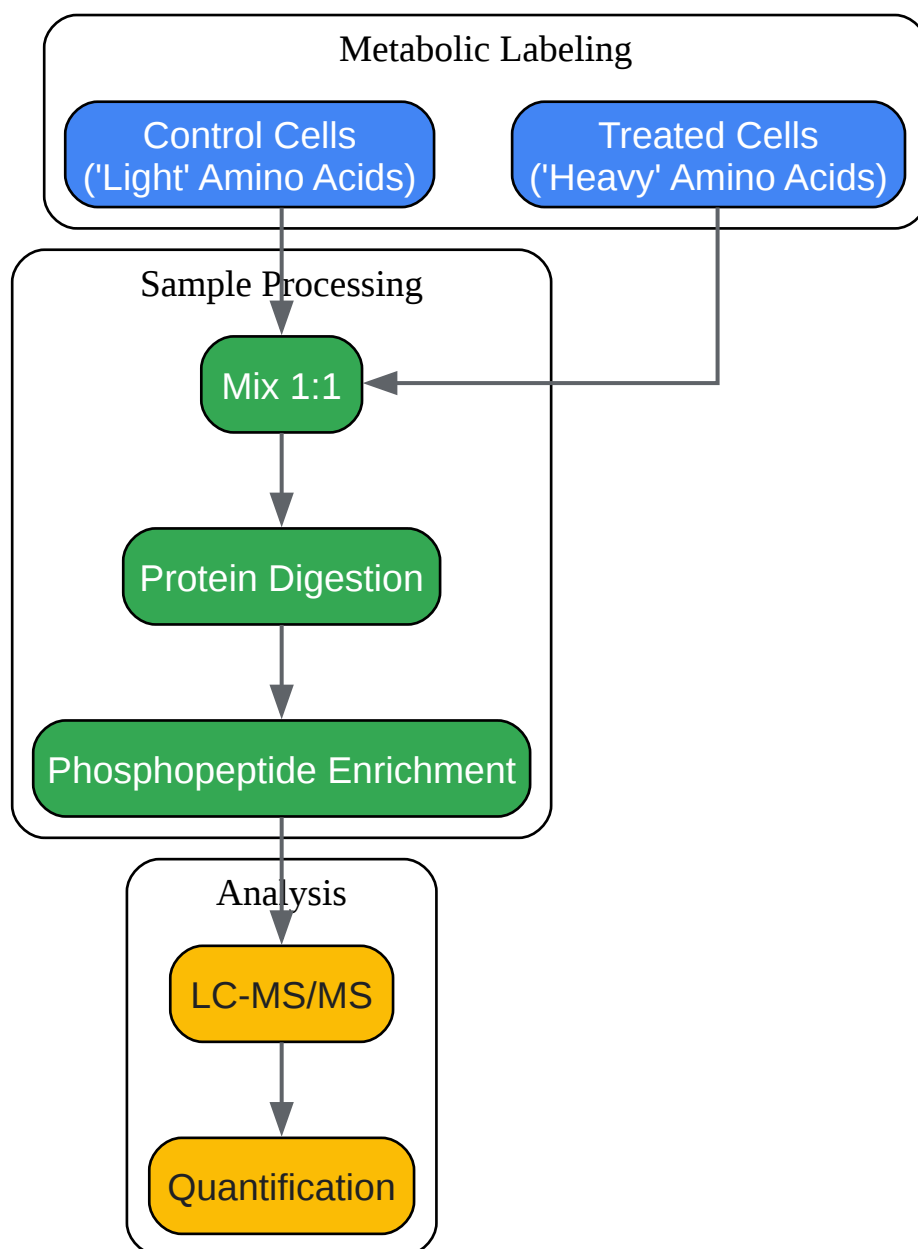 Metabolic Labeling
Control Cells
('Light' Amino Acids)
Treated Cells
('Heavy' Amino Acids)
Sample Processing
Mix 1:1
Protein Digestion
Phosphopeptide Enrichment
Analysis
LC-MS/MS
Quantification